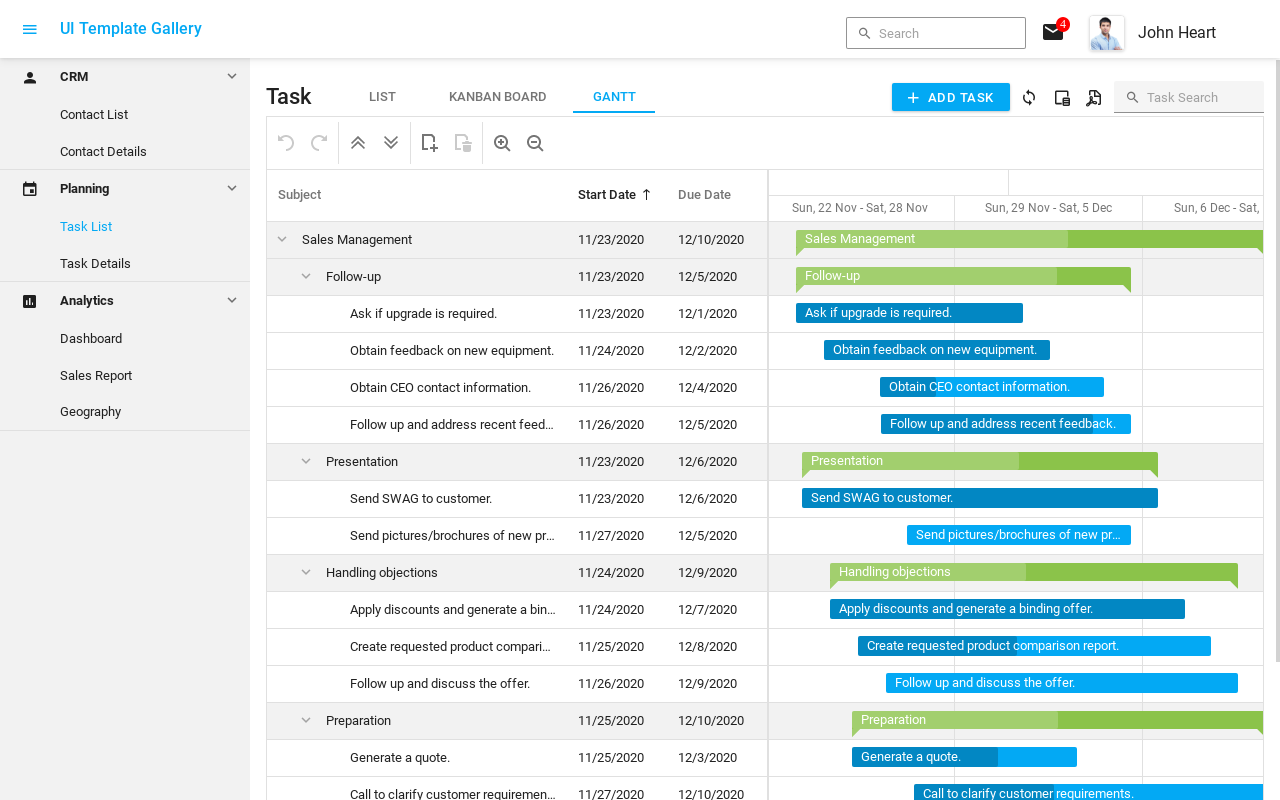 UI Template Gallery
Search
4
John Heart
CRM
Contact List
Contact Details
Planning
Task List
Task Details
Analytics
Dashboard
Sales Report
Geography
Task
LIST
KANBAN BOARD
GANTT
ADD TASK
Task Search
Subject Start Date Due Date
Sun, 22 Nov - Sat, 28 Nov Sun, 29 Nov - Sat, 5 Dec Sun, 6 Dec - Sat,
Sales Management 11/23/2020 12/10/2020 Sales Management
Follow-up 11/23/2020 12/5/2020 Follow-up
Ask if upgrade is required. 11/23/2020 12/1/2020 Ask if upgrade is required.
Obtain feedback on new equipment. 11/24/2020 12/2/2020 Obtain feedback on new equipment.
Obtain CEO contact information. 11/26/2020 12/4/2020 Obtain CEO contact information.
Follow up and address recent feed... 11/26/2020 12/5/2020 Follow up and address recent feedback.
Presentation 11/23/2020 12/6/2020 Presentation
Send SWAG to customer. 11/23/2020 12/6/2020 Send SWAG to customer.
Send pictures/brochures of new pr... 11/27/2020 12/5/2020 Send pictures/brochures of new pr...
Handling objections 11/24/2020 12/9/2020 Handling objections
Apply discounts and generate a bin... 11/24/2020 12/7/2020 Apply discounts and generate a binding offer.
Create requested product compari... 11/25/2020 12/8/2020 Create requested product comparison report.
Follow up and discuss the offer. 11/26/2020 12/9/2020 Follow up and discuss the offer.
Preparation 11/25/2020 12/10/2020 Preparation
Generate a quote. 11/25/2020 12/3/2020 Generate a quote.
Call to clarify customer requiremen... 11/27/2020 12/10/2020 Call to clarify customer requirements.